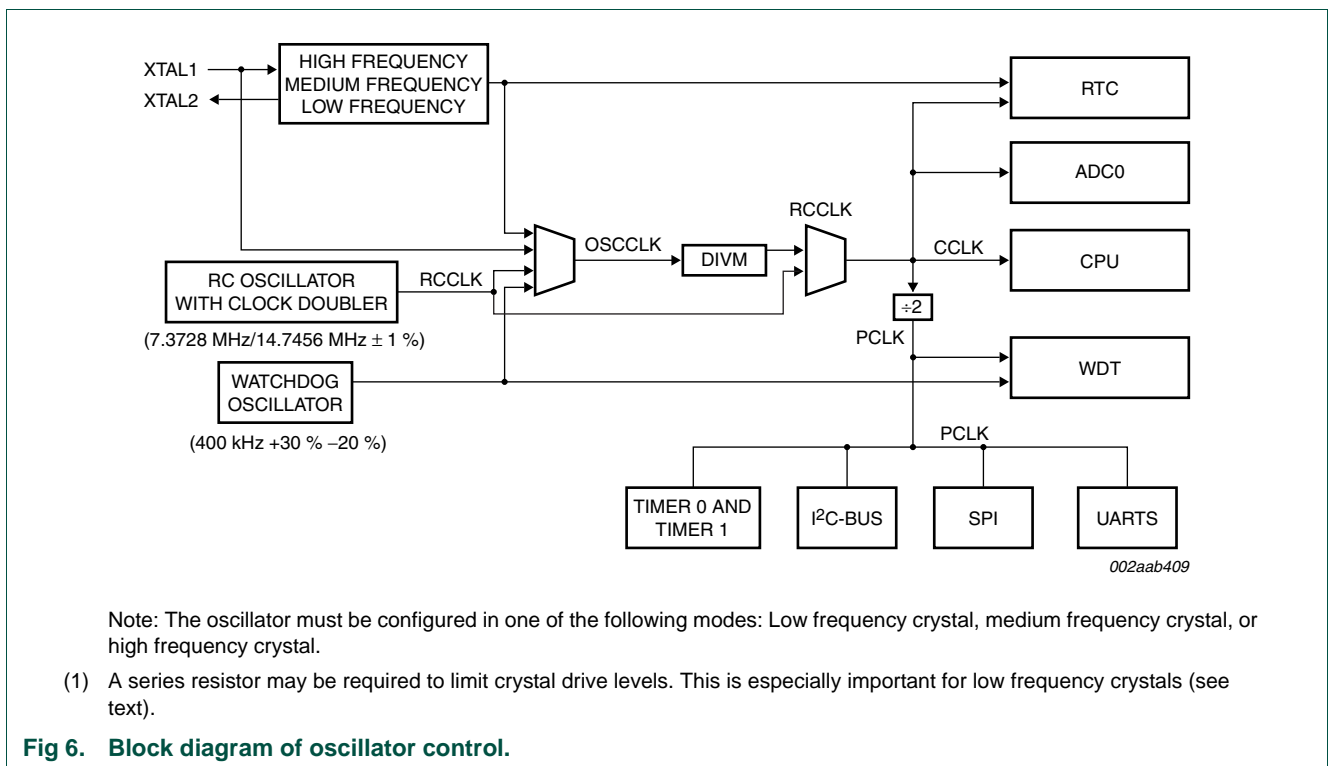 XTAL1
XTAL2
HIGH FREQUENCY
MEDIUM FREQUENCY
LOW FREQUENCY
RTC
ADC0
RCCLK
OSCCLK
DIVM
CCLK
CPU
RC OSCILLATOR
WITH CLOCK DOUBLER
RCCLK
(7.3728 MHz/14.7456 MHz ± 1 %)
÷2
PCLK
WDT
WATCHDOG
OSCILLATOR
(400 kHz +30 % −20 %)
PCLK
TIMER 0 AND
TIMER 1
I²C-BUS
SPI
UARTS
002aab409
Note: The oscillator must be configured in one of the following modes: Low frequency crystal, medium frequency crystal, or
high frequency crystal.
(1) A series resistor may be required to limit crystal drive levels. This is especially important for low frequency crystals (see
text).
Fig 6. Block diagram of oscillator control.